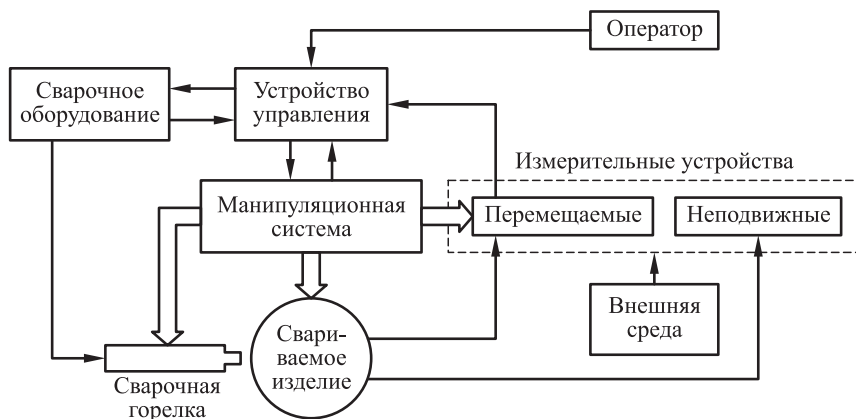 Оператор
Сварочное
оборудование
Устройство
управления
Измерительные устройства
Манипуляционная
система
Перемещаемые
Неподвижные
Внешняя
среда
Свари-
ваемое
изделие
Сварочная
горелка